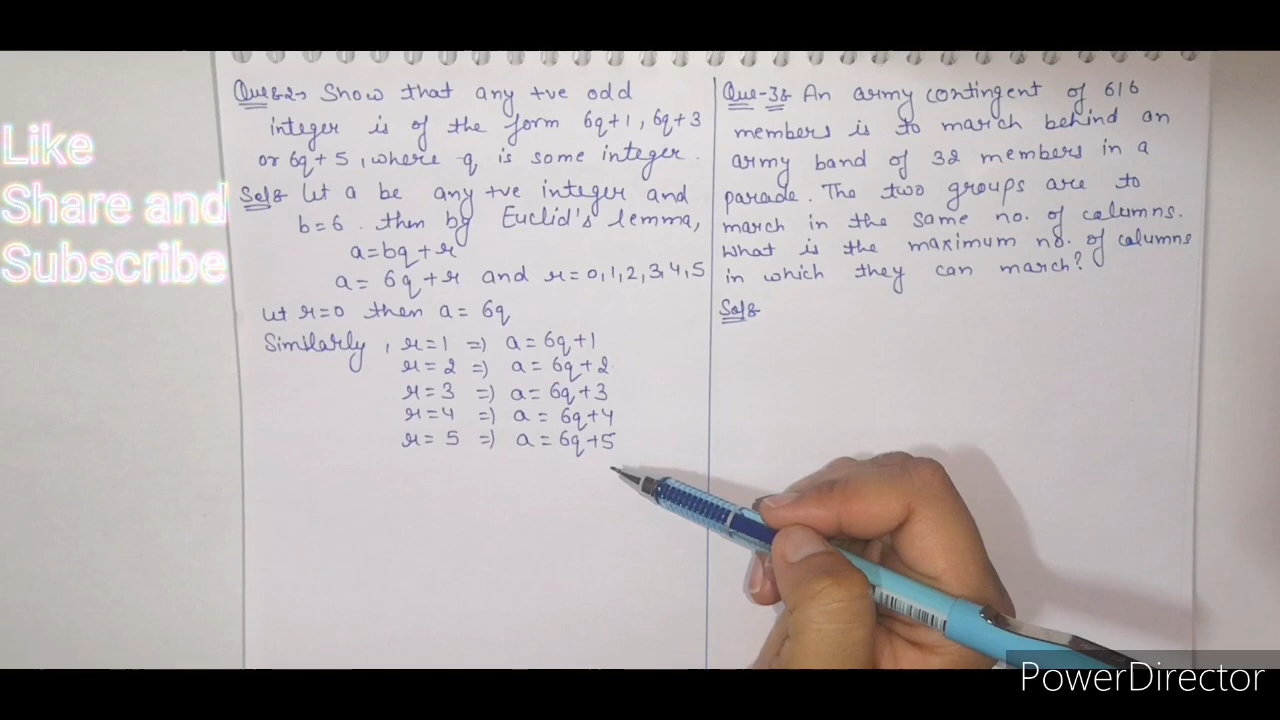 Like
Share and
Subscribe
Que:2→ Show that any +ve odd
integer is of the form 6q+1, 6q+3
or 6q+5, where q is some integer.
Sol: Let a be any +ve integer and
b=6. then by Euclid's lemma,
a=bq+r
a= 6q+r and r=0,1,2,3,4,5
Let r=0 then a= 6q
Similarly, r=1 => a= 6q+1
r=2 => a= 6q+2
r=3 => a= 6q+3
r=4 => a= 6q+4
r=5 => a= 6q+5
Que-3: An army contingent of 616
members is to march behind an
army band of 32 members in a
parade. The two groups are to
march in the same no. of columns.
What is the maximum no. of columns
in which they can march?
Sol:
PowerDirector